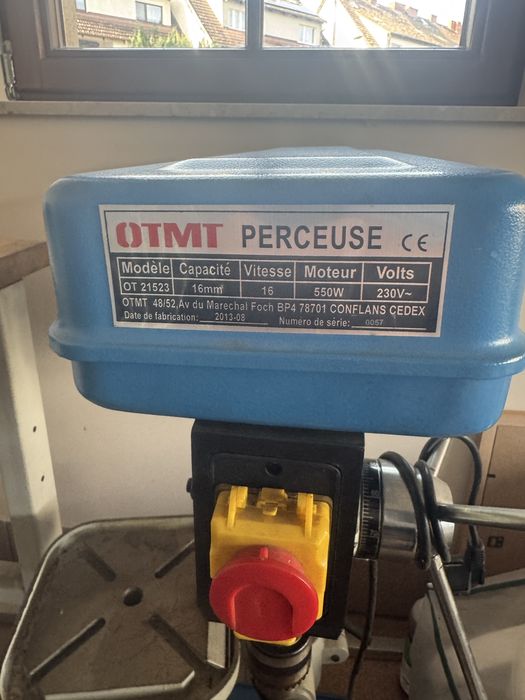 OTMT PERCEUSE CE
Modèle Capacité Vitesse Moteur Volts
OT 21523 16mm 16 550W 230V~
OTMT 48/52,Av du Marechal Foch BP4 78701 CONFLANS CEDEX
Date de fabrication: 2013-08 Numéro de série: 0057